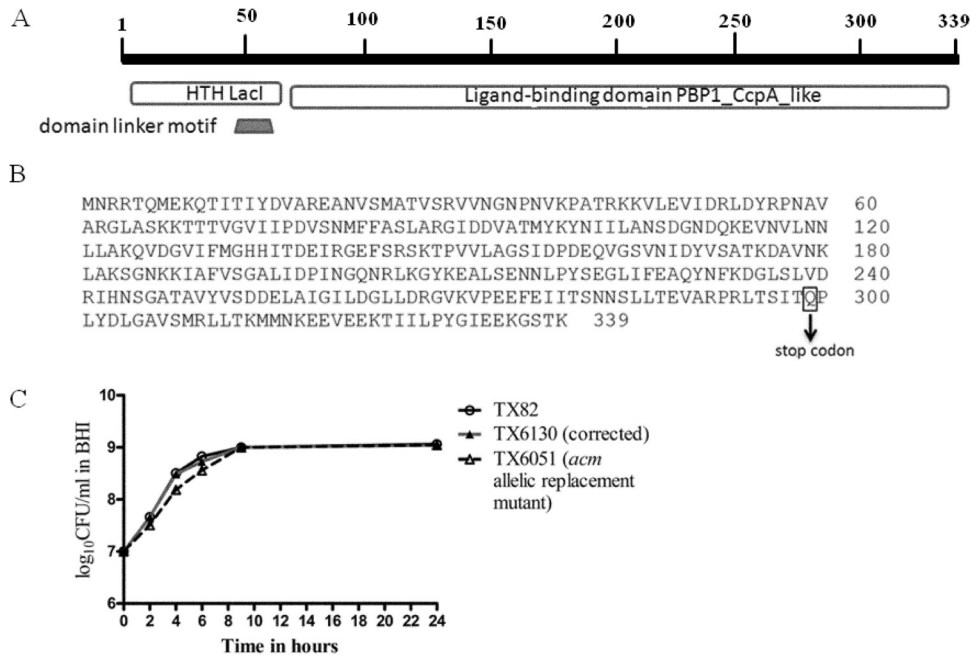 A
1 50 100 150 200 250 300 339
HTH LacI
Ligand-binding domain PBP1_CcpA_like
domain linker motif
B
MNRRTQMEKQTITIYDVAREANVSMATVSRVVNGNPNVKPATRKKVLEVIDRLDYRPNAV 60
ARGLASKKTTTVGVIIPDVSNMFFASLARGIDDVATMYKYNIILANSDGNDQKEVNVLNN 120
LLAKQVDGVIFMGHHITDEIRGEFSRSKTPVVLAGSIDPDEQVGSVNIDYVSATKDAVNK 180
LAKSGNKKIAFVSGALIDPINGQNRLKGYKEALSENNLPYSEGLIFEAQYNFKDGLSLVD 240
RIHNSGATAVYVSDDELAIGILDGLLDRGVKVPEEFEIITSNNSLLTEVARPRLTSITQP 300
LYDLGAVSMRLLTKMMNKEEVEEKTIILPYGIEEKGSTK 339
stop codon
C
10
9
8
7
6
log10CFU/ml in BHI
0 2 4 6 8 10 12 14 16 18 20 22 24
Time in hours
TX82
TX6130 (corrected)
TX6051 (acm
allelic replacement
mutant)